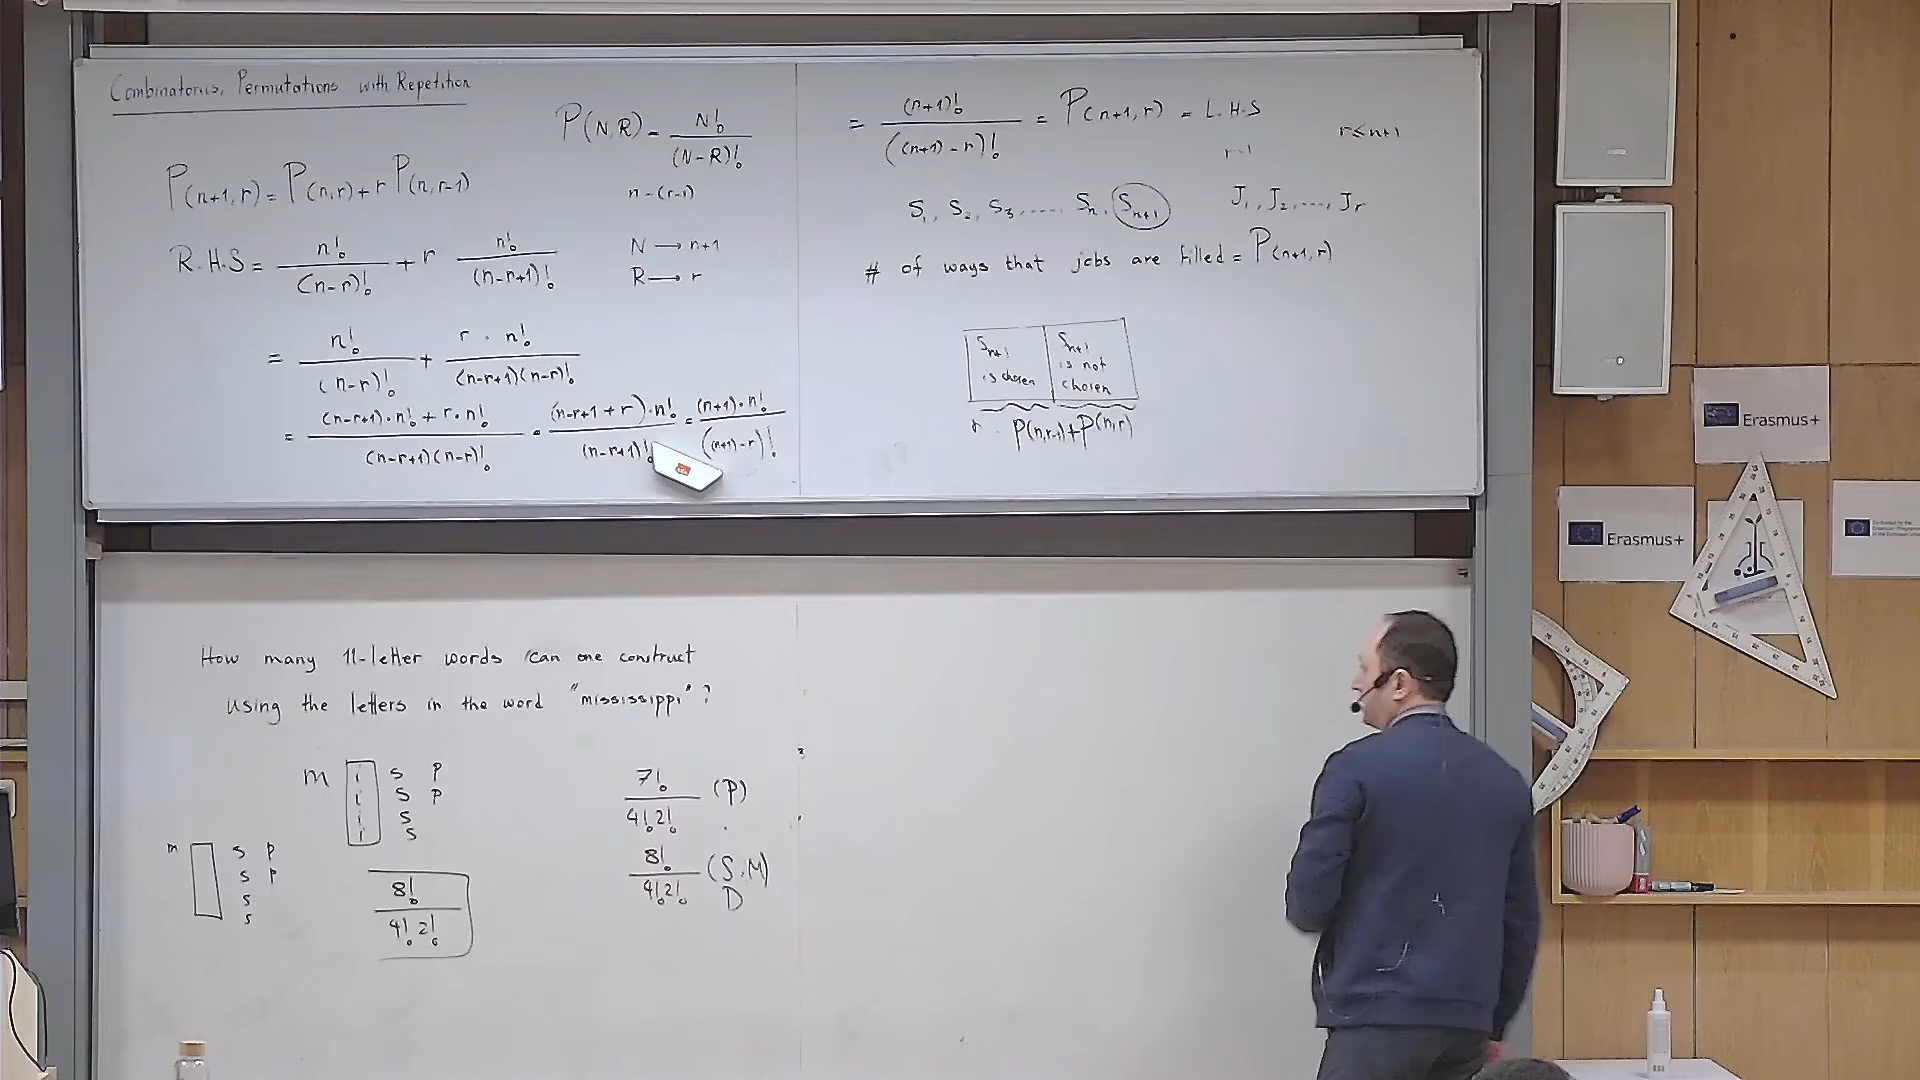 Combinatorics, Permutations with Repetition
P(N,R) = N!/(N-R)!
P(n+1,r) = P(n,r) + r P(n,r-1)
n-(r-1)
R.H.S = n!/(n-r)! + r n!/(n-r+1)!
N → n+1
R → r
= n!/(n-r)! + r · n!/(n-r+1)(n-r)!
= (n-r+1)·n! + r·n!/(n-r+1)(n-r)! = (n-r+1+r)·n!/(n-r+1)! = (n+1)·n!/((n+1)-r)!
= (n+1)!/((n+1)-r)! = P(n+1,r) = L.H.S
r≤n+1
S1, S2, S3, ...., Sn, Sn+1
J1, J2, ..., Jr
# of ways that jobs are filled = P(n+1,r)
Sn+1 is chosen
Sn+1 is not chosen
r · P(n,r-1) + P(n,r)
How many 11-letter words can one construct
using the letters in the word "mississippi"?
m i s p
i s p
i s
i s
m s p
s p
s
s
8!/4!2!
7!/4!2! (P)
8!/4!2! (S,M)
D
Erasmus+
Erasmus+